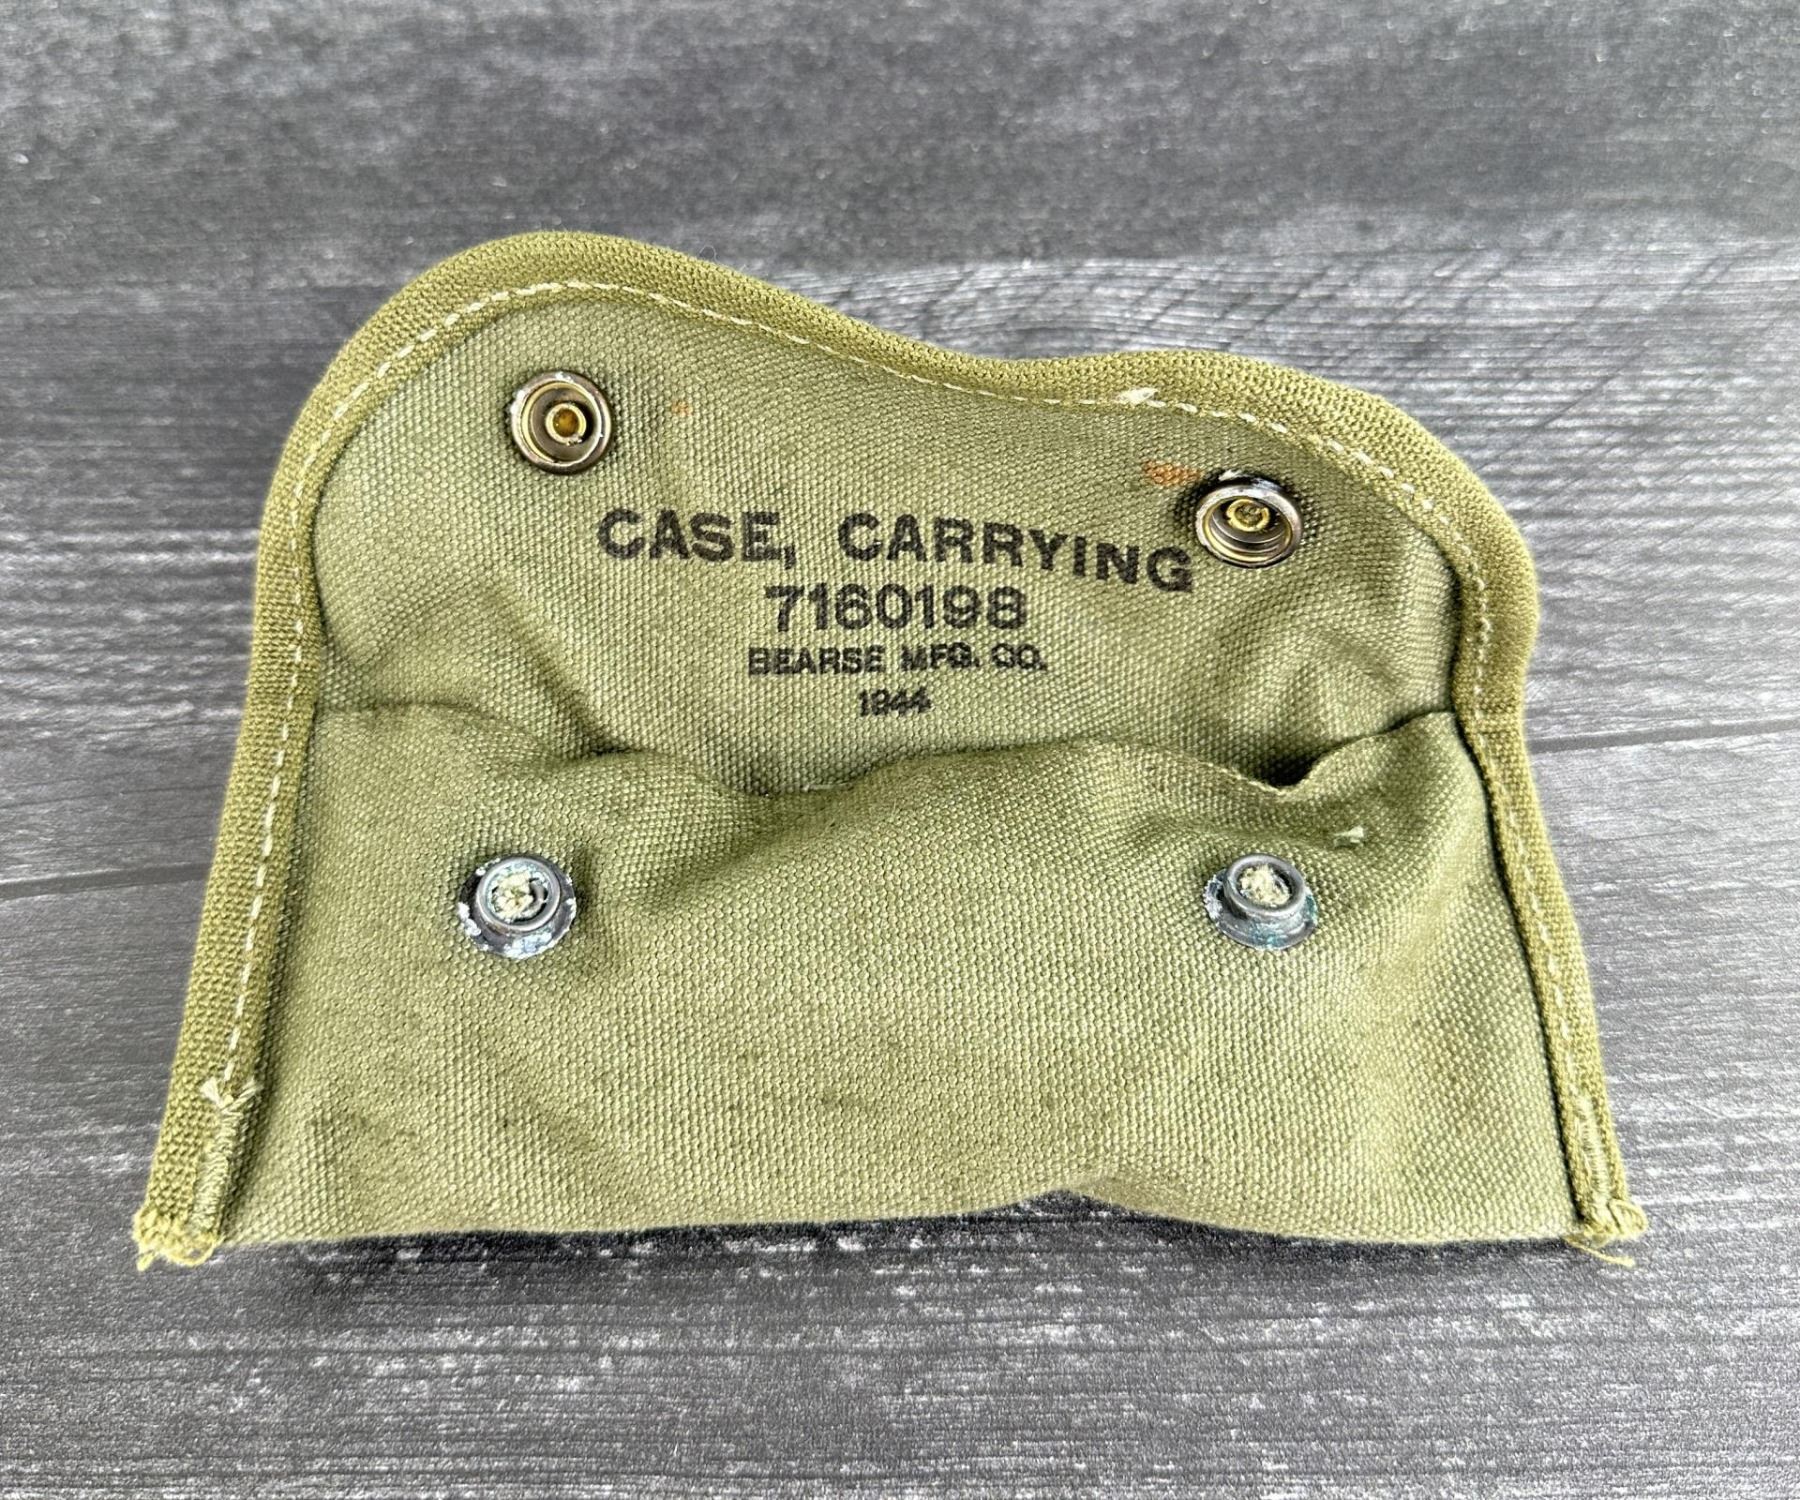 CASE, CARRYING
7160198
BEARSE MFG. CO.
1944